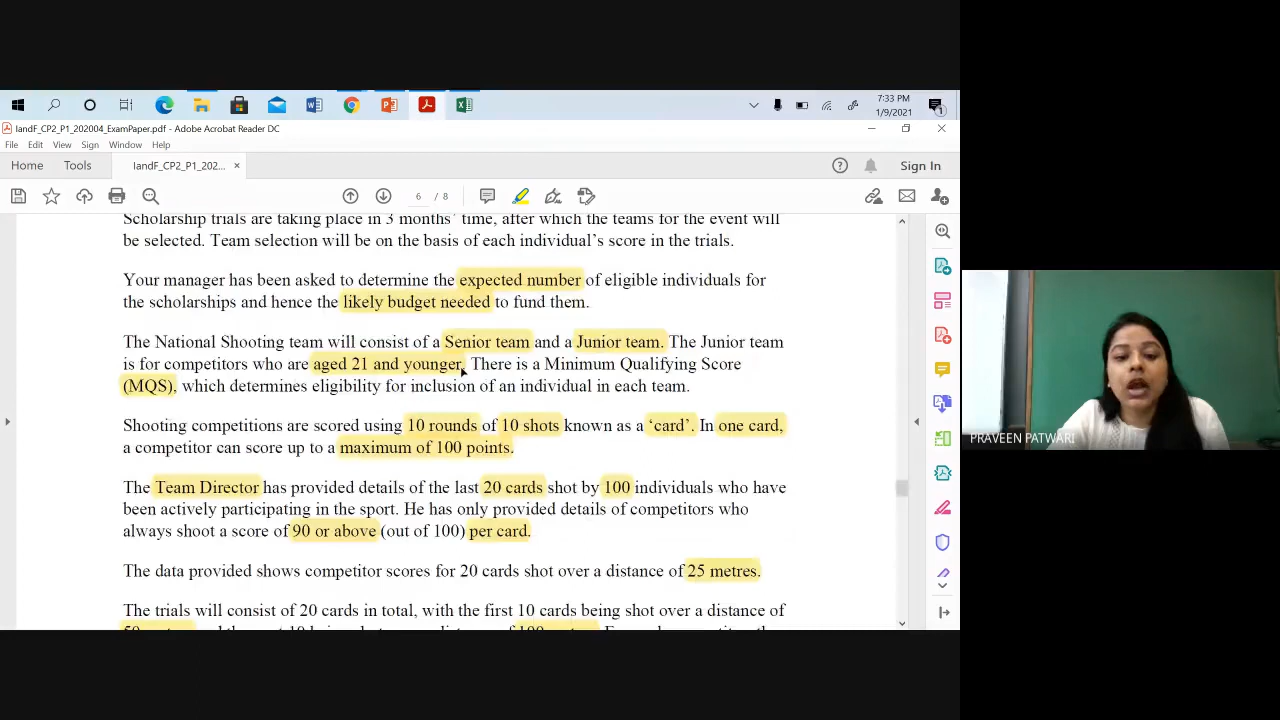 7:33 PM
1/9/2021
IandF_CP2_P1_202004_ExamPaper.pdf - Adobe Acrobat Reader DC
File Edit View Sign Window Help
Home Tools IandF_CP2_P1_202... × Sign In
6 / 8
Scholarship trials are taking place in 3 months' time, after which the teams for the event will
be selected. Team selection will be on the basis of each individual's score in the trials.
Your manager has been asked to determine the expected number of eligible individuals for
the scholarships and hence the likely budget needed to fund them.
The National Shooting team will consist of a Senior team and a Junior team. The Junior team
is for competitors who are aged 21 and younger. There is a Minimum Qualifying Score
(MQS), which determines eligibility for inclusion of an individual in each team.
Shooting competitions are scored using 10 rounds of 10 shots known as a 'card'. In one card,
a competitor can score up to a maximum of 100 points.
The Team Director has provided details of the last 20 cards shot by 100 individuals who have
been actively participating in the sport. He has only provided details of competitors who
always shoot a score of 90 or above (out of 100) per card.
The data provided shows competitor scores for 20 cards shot over a distance of 25 metres.
The trials will consist of 20 cards in total, with the first 10 cards being shot over a distance of
PRAVEEN PATWARI